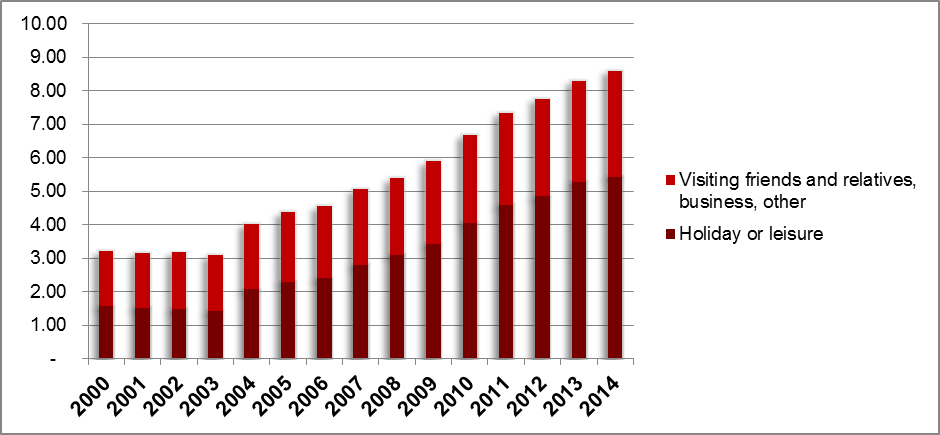 10.00
9.00
8.00
7.00
6.00
5.00
4.00
3.00
2.00
1.00
-
2000 2001 2002 2003 2004 2005 2006 2007 2008 2009 2010 2011 2012 2013 2014
Visiting friends and relatives,
business, other
Holiday or leisure